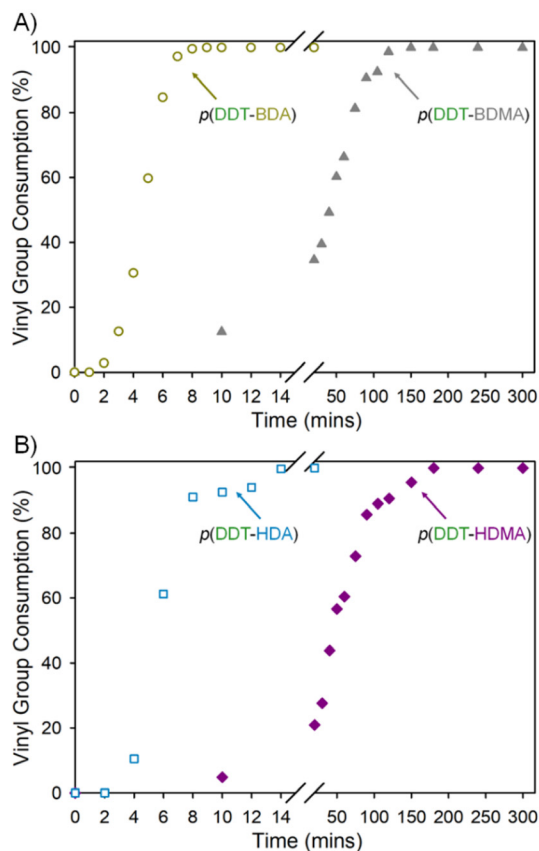 A)
100
80
60
40
20
0
Vinyl Group Consumption (%)
p(DDT-BDA)
p(DDT-BDMA)
0 2 4 6 8 10 12 14 50 100 150 200 250 300
Time (mins)
B)
100
80
60
40
20
0
Vinyl Group Consumption (%)
p(DDT-HDA)
p(DDT-HDMA)
0 2 4 6 8 10 12 14 50 100 150 200 250 300
Time (mins)